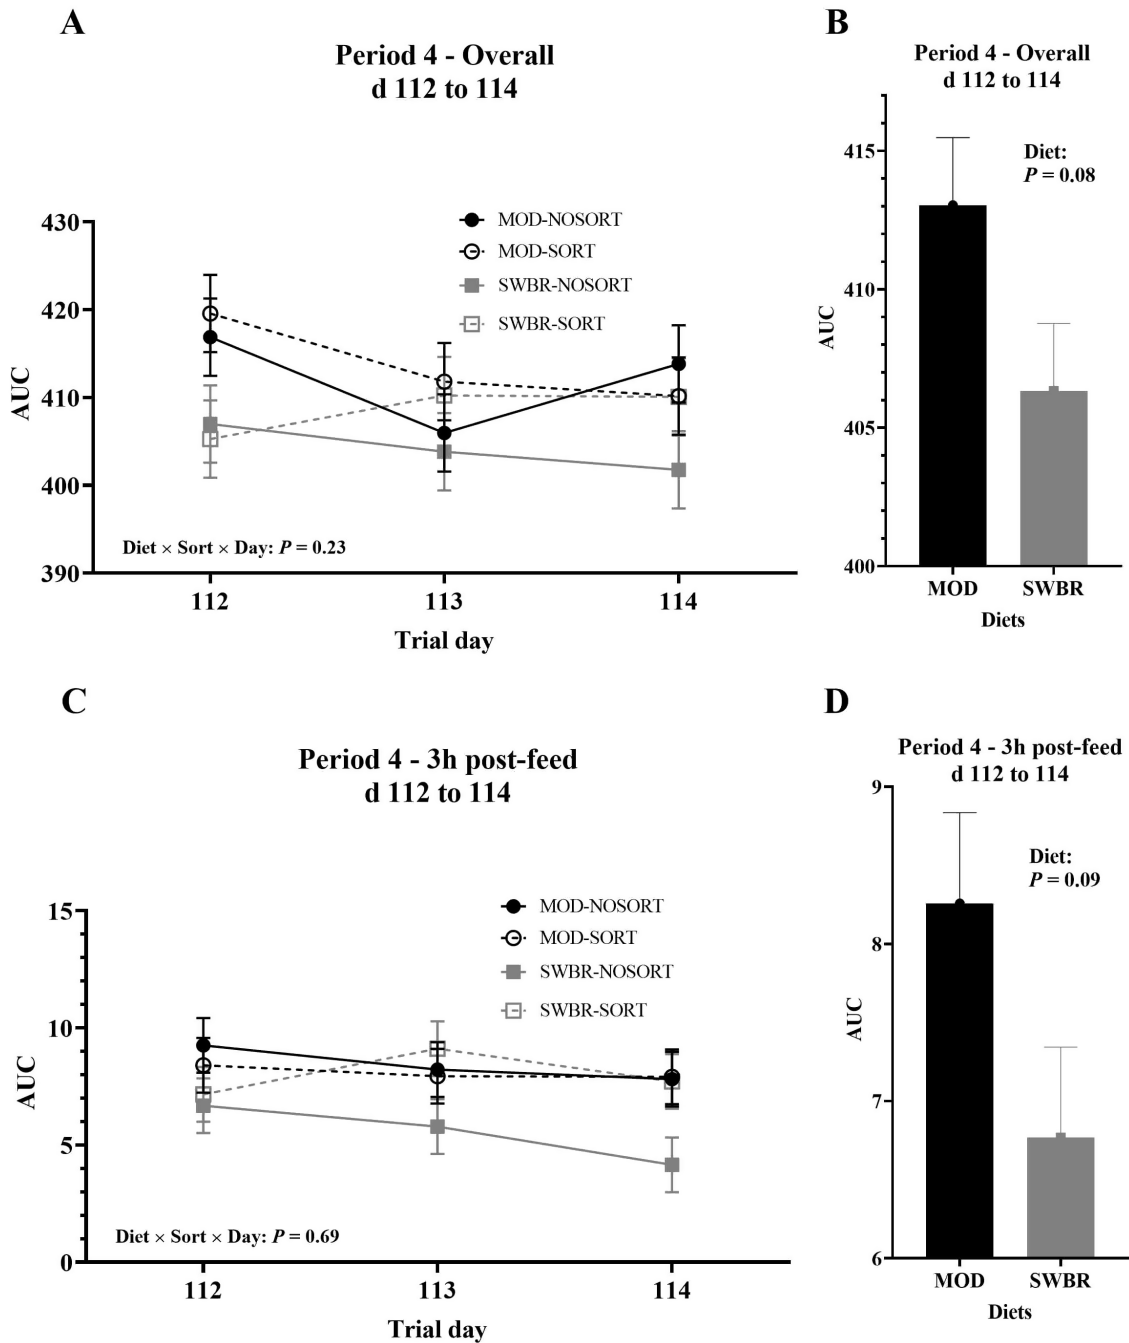 A
Period 4 - Overall
d 112 to 114
430
420
410
400
390
AUC
MOD-NOSORT
MOD-SORT
SWBR-NOSORT
SWBR-SORT
Diet × Sort × Day: P = 0.23
112
113
114
Trial day
B
Period 4 - Overall
d 112 to 114
415
410
405
400
AUC
Diet:
P = 0.08
MOD
SWBR
Diets
C
Period 4 - 3h post-feed
d 112 to 114
15
10
5
0
AUC
MOD-NOSORT
MOD-SORT
SWBR-NOSORT
SWBR-SORT
Diet × Sort × Day: P = 0.69
112
113
114
Trial day
D
Period 4 - 3h post-feed
d 112 to 114
9
8
7
6
AUC
Diet:
P = 0.09
MOD
SWBR
Diets